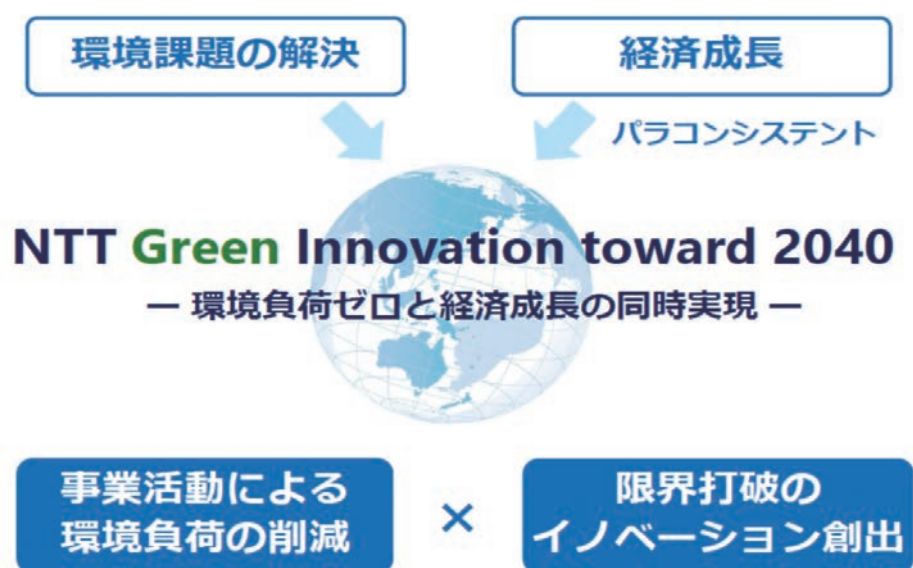 環境課題の解決
経済成長
パラコンシステント
NTT Green Innovation toward 2040
― 環境負荷ゼロと経済成長の同時実現 ―
事業活動による
環境負荷の削減
×
限界打破の
イノベーション創出